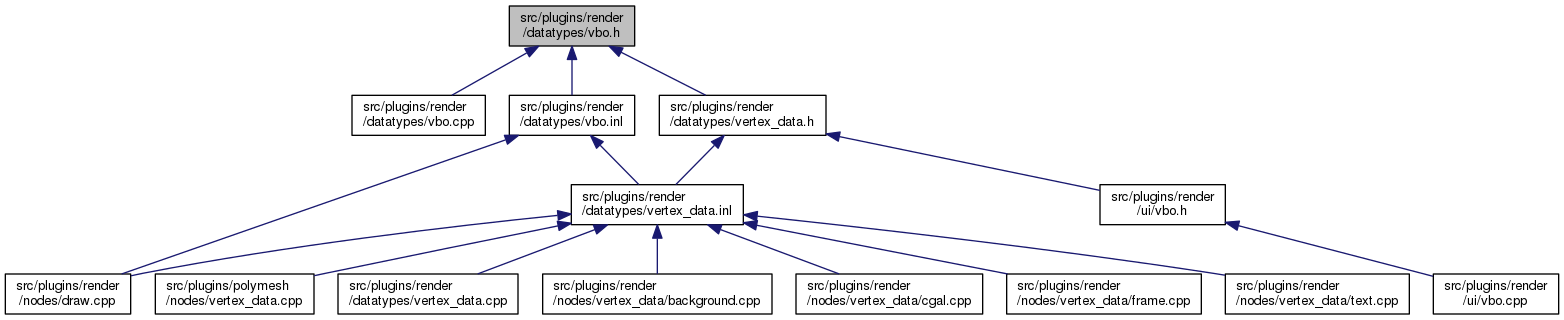 src/plugins/render
/datatypes/vbo.h
src/plugins/render
/datatypes/vbo.cpp
src/plugins/render
/datatypes/vbo.inl
src/plugins/render
/datatypes/vertex_data.h
src/plugins/render
/datatypes/vertex_data.inl
src/plugins/render
/ui/vbo.h
src/plugins/render
/nodes/draw.cpp
src/plugins/polymesh
/nodes/vertex_data.cpp
src/plugins/render
/datatypes/vertex_data.cpp
src/plugins/render
/nodes/vertex_data/background.cpp
src/plugins/render
/nodes/vertex_data/cgal.cpp
src/plugins/render
/nodes/vertex_data/frame.cpp
src/plugins/render
/nodes/vertex_data/text.cpp
src/plugins/render
/ui/vbo.cpp